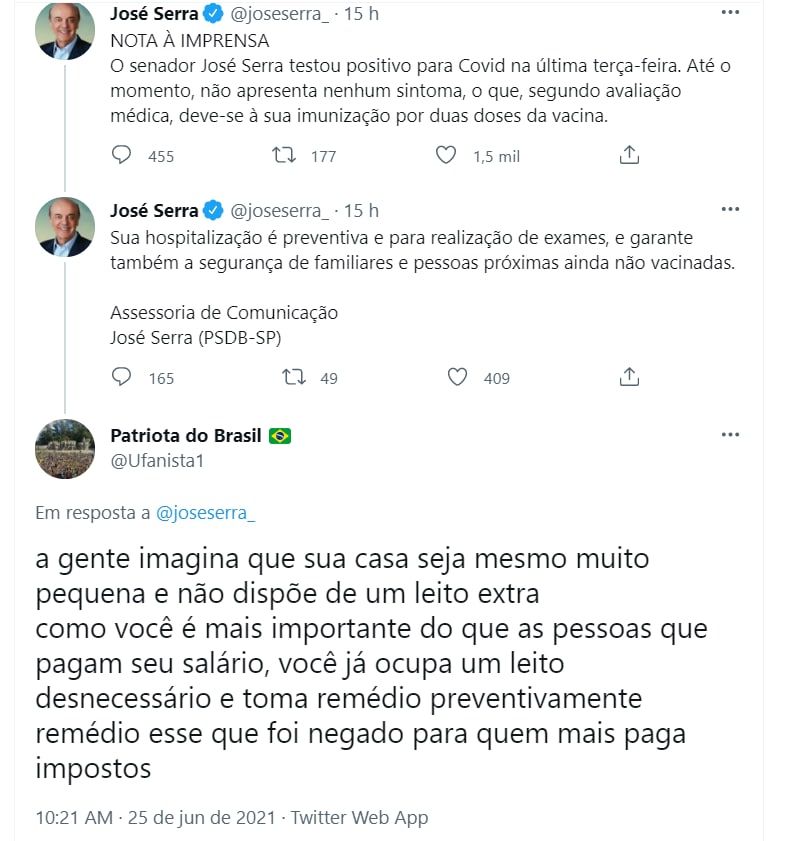 José Serra @joseserra_ · 15 h
NOTA À IMPRENSA
O senador José Serra testou positivo para Covid na última terça-feira. Até o
momento, não apresenta nenhum sintoma, o que, segundo avaliação
médica, deve-se à sua imunização por duas doses da vacina.
455 177 1,5 mil
José Serra @joseserra_ · 15 h
Sua hospitalização é preventiva e para realização de exames, e garante
também a segurança de familiares e pessoas próximas ainda não vacinadas.
Assessoria de Comunicação
José Serra (PSDB-SP)
165 49 409
Patriota do Brasil
@Ufanista1
Em resposta a @joseserra_
a gente imagina que sua casa seja mesmo muito
pequena e não dispõe de um leito extra
como você é mais importante do que as pessoas que
pagam seu salário, você já ocupa um leito
desnecessário e toma remédio preventivamente
remédio esse que foi negado para quem mais paga
impostos
10:21 AM · 25 de jun de 2021 · Twitter Web App